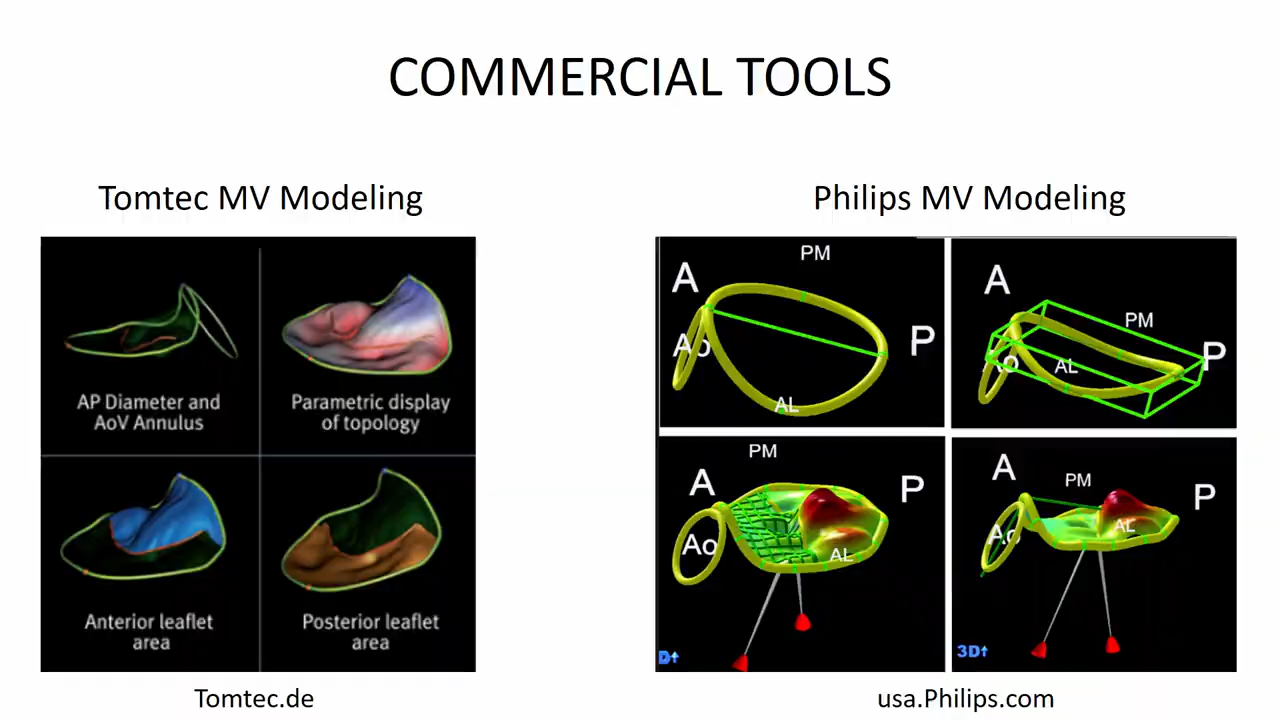 COMMERCIAL TOOLS
Tomtec MV Modeling
AP Diameter and
AoV Annulus
Parametric display
of topology
Anterior leaflet
area
Posterior leaflet
area
Tomtec.de
Philips MV Modeling
PM
A
Ao
P
AL
A
PM
Ao
AL
P
PM
A
P
Ao
AL
D↑
A
PM
P
Ao
AL
3D↑
usa.Philips.com